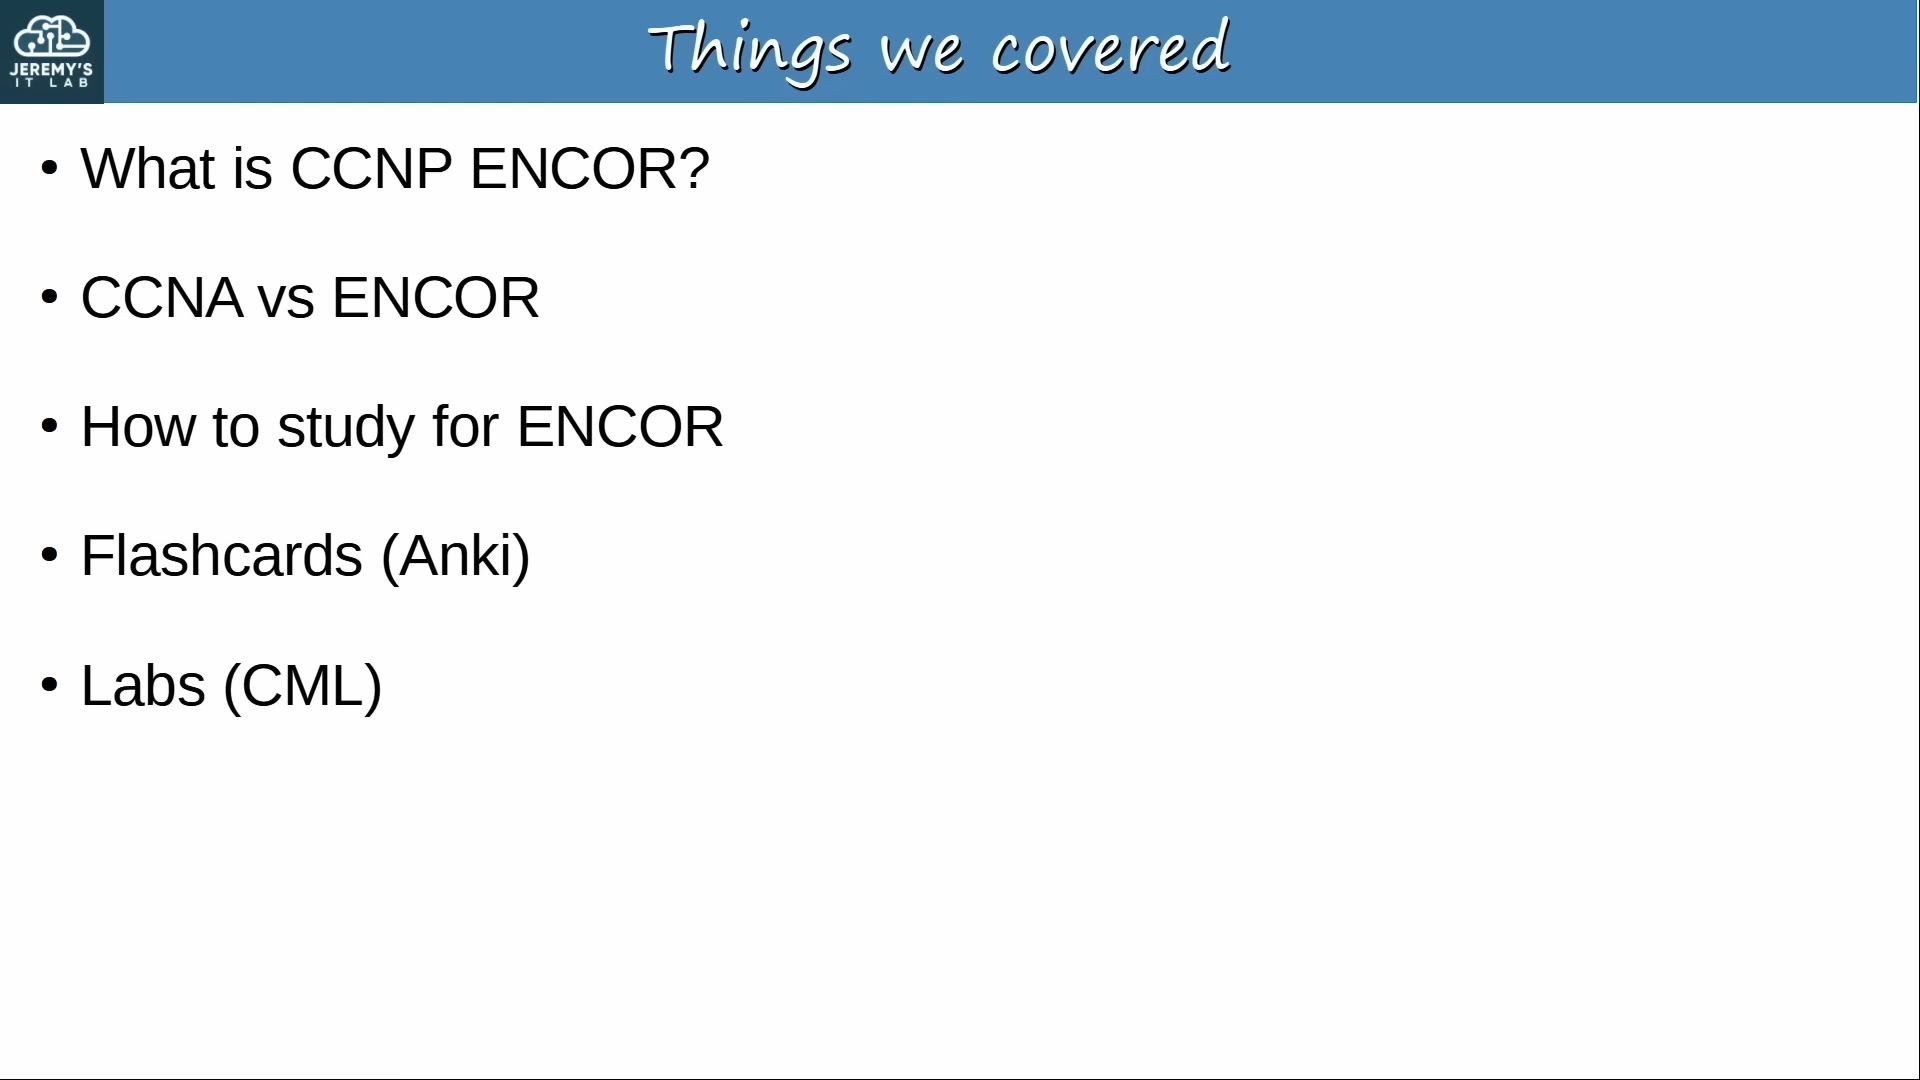 JEREMY'S
IT LAB
Things we covered
• What is CCNP ENCOR?
• CCNA vs ENCOR
• How to study for ENCOR
• Flashcards (Anki)
• Labs (CML)